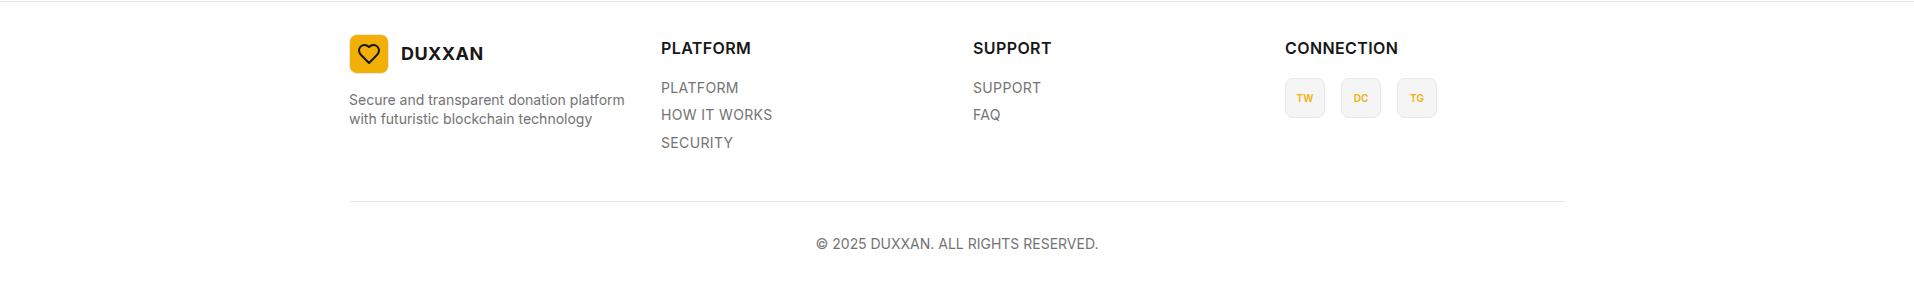 DUXXAN
Secure and transparent donation platform
with futuristic blockchain technology
PLATFORM
PLATFORM
HOW IT WORKS
SECURITY
SUPPORT
SUPPORT
FAQ
CONNECTION
TW DC TG
© 2025 DUXXAN. ALL RIGHTS RESERVED.